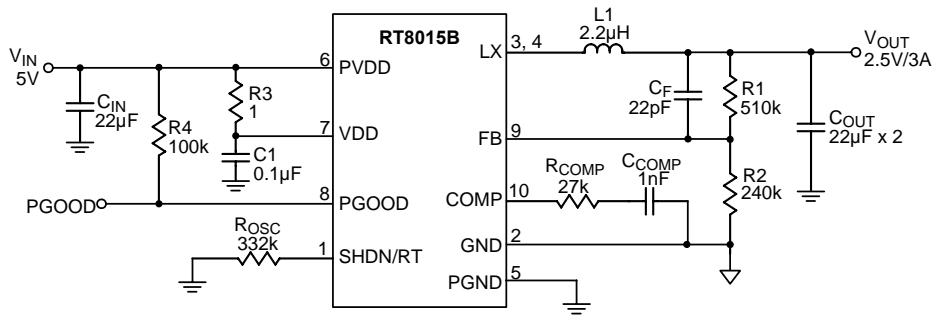 RT8015B
VIN
5V
CIN
22µF
R4
100k
R3
1
C1
0.1µF
PGOOD
ROSC
332k
6
PVDD
7
VDD
8
PGOOD
1
SHDN/RT
LX
3, 4
FB
9
COMP
10
GND
2
PGND
5
L1
2.2µH
CF
22pF
R1
510k
RCOMP
27k
CCOMP
1nF
R2
240k
VOUT
2.5V/3A
COUT
22µF x 2